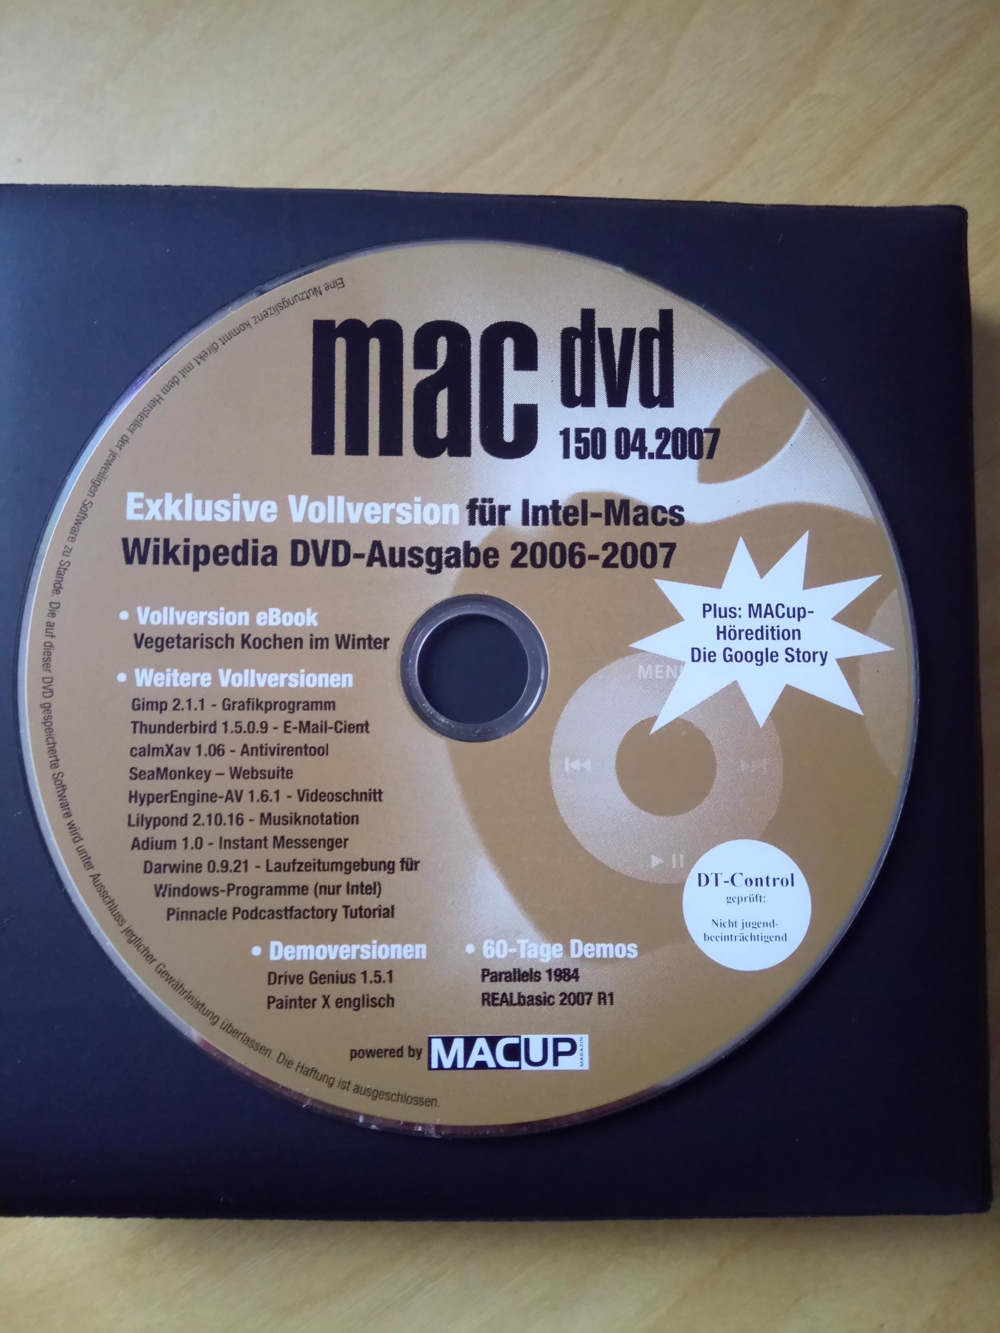 mac dvd
150 04.2007
Exklusive Vollversion für Intel-Macs
Wikipedia DVD-Ausgabe 2006-2007
Plus: MACup-
Höredition
Die Google Story
• Vollversion eBook
Vegetarisch Kochen im Winter
• Weitere Vollversionen
Gimp 2.1.1 - Grafikprogramm
Thunderbird 1.5.0.9 - E-Mail-Cient
calmXav 1.06 - Antivirentool
SeaMonkey – Websuite
HyperEngine-AV 1.6.1 - Videoschnitt
Lilypond 2.10.16 - Musiknotation
Adium 1.0 - Instant Messenger
Darwine 0.9.21 - Laufzeitumgebung für
Windows-Programme (nur Intel)
Pinnacle Podcastfactory Tutorial
• Demoversionen
Drive Genius 1.5.1
Painter X englisch
• 60-Tage Demos
Parallels 1984
REALbasic 2007 R1
MEN
DT-Control
geprüft:
Nicht jugend-
beeinträchtigend
powered by MACUP MAGAZIN
Eine Nutzungslizenz kommt direkt mit dem Hersteller der jeweiligen Software zu Stande. Die auf dieser DVD gespeicherte Software wird unter Ausschluss jeglicher Gewährleistung überlassen. Die Haftung ist ausgeschlossen.